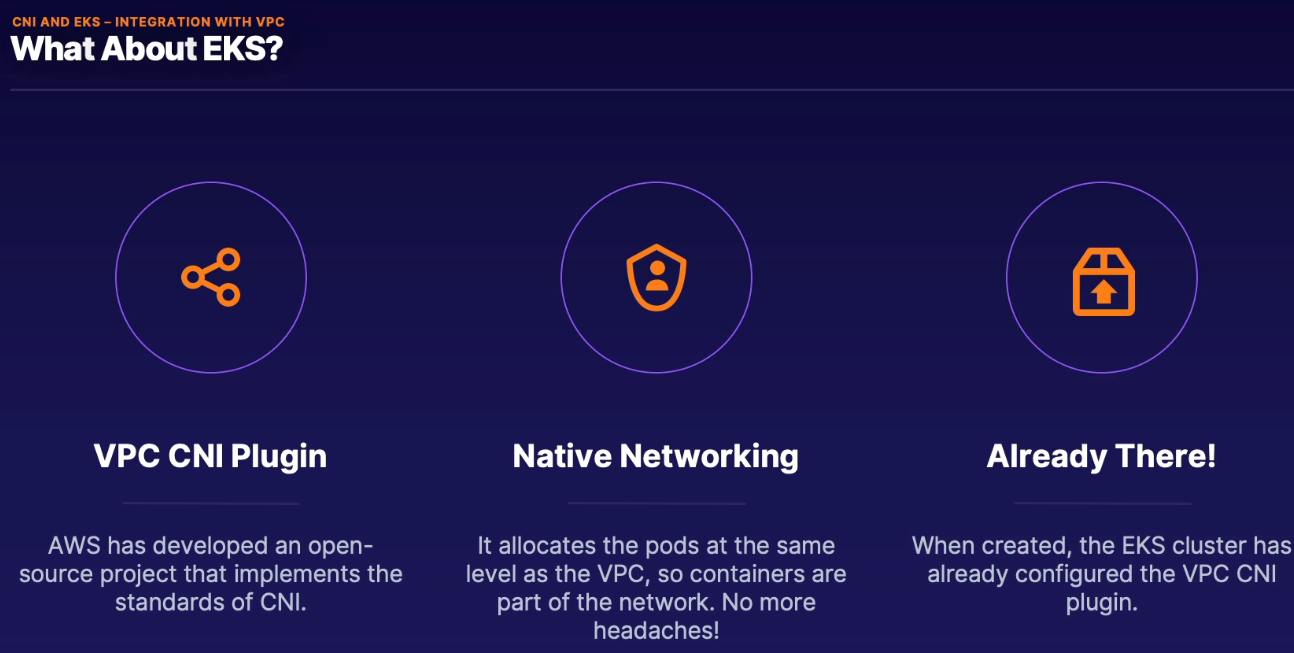 CNI AND EKS – INTEGRATION WITH VPC
What About EKS?
VPC CNI Plugin
AWS has developed an open-
source project that implements the
standards of CNI.
Native Networking
It allocates the pods at the same
level as the VPC, so containers are
part of the network. No more
headaches!
Already There!
When created, the EKS cluster has
already configured the VPC CNI
plugin.